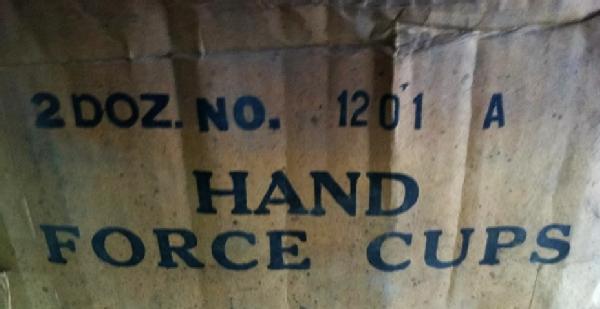 2 DOZ. NO. 1201 A
HAND
FORCE CUPS